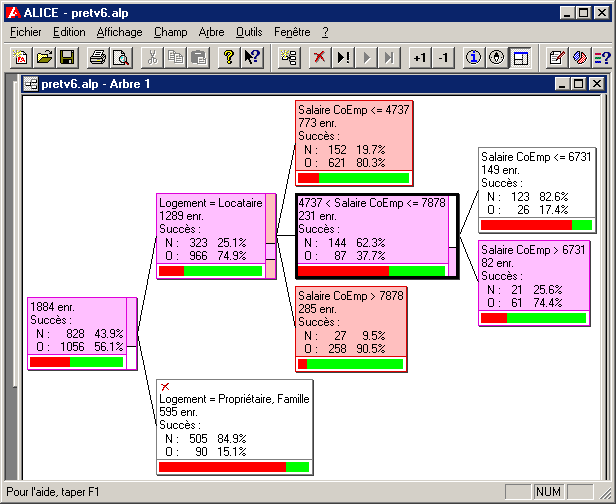 ALICE - pretv6.alp
Fichier Edition Affichage Champ Arbre Outils Fenêtre ?
+1 -1
pretv6.alp - Arbre 1
Salaire CoEmp <= 4737
773 enr.
Succès :
N : 152 19.7%
O : 621 80.3%
Salaire CoEmp <= 6731
149 enr.
Succès :
N : 123 82.6%
O : 26 17.4%
Logement = Locataire
1289 enr.
Succès :
N : 323 25.1%
O : 966 74.9%
4737 < Salaire CoEmp <= 7878
231 enr.
Succès :
N : 144 62.3%
O : 87 37.7%
Salaire CoEmp > 6731
82 enr.
Succès :
N : 21 25.6%
O : 61 74.4%
1884 enr.
Succès :
N : 828 43.9%
O : 1056 56.1%
Salaire CoEmp > 7878
285 enr.
Succès :
N : 27 9.5%
O : 258 90.5%
Logement = Propriétaire, Famille
595 enr.
Succès :
N : 505 84.9%
O : 90 15.1%
Pour l'aide, taper F1
NUM